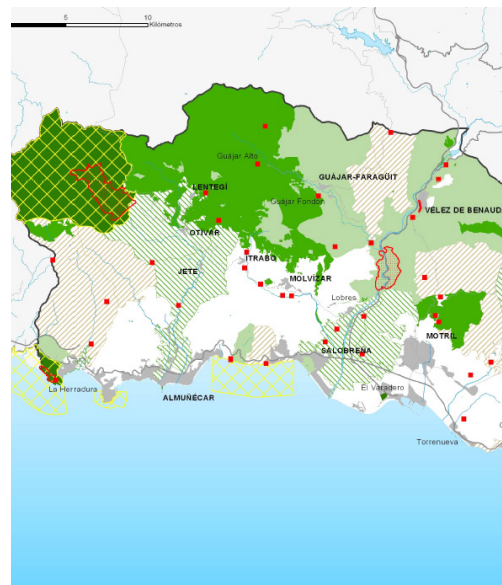 5 10
Kilómetros
Guájar Alto
GUÁJAR-FARAGÜIT
LENTEGÍ
Guájar Fondón
VÉLEZ DE BENAUD
OTIVAR
ITRABO
JETE
MOLVÍZAR
Lobres
MOTRIL
SALOBREÑA
La Herradura
El Varadero
ALMUÑÉCAR
Torrenueva